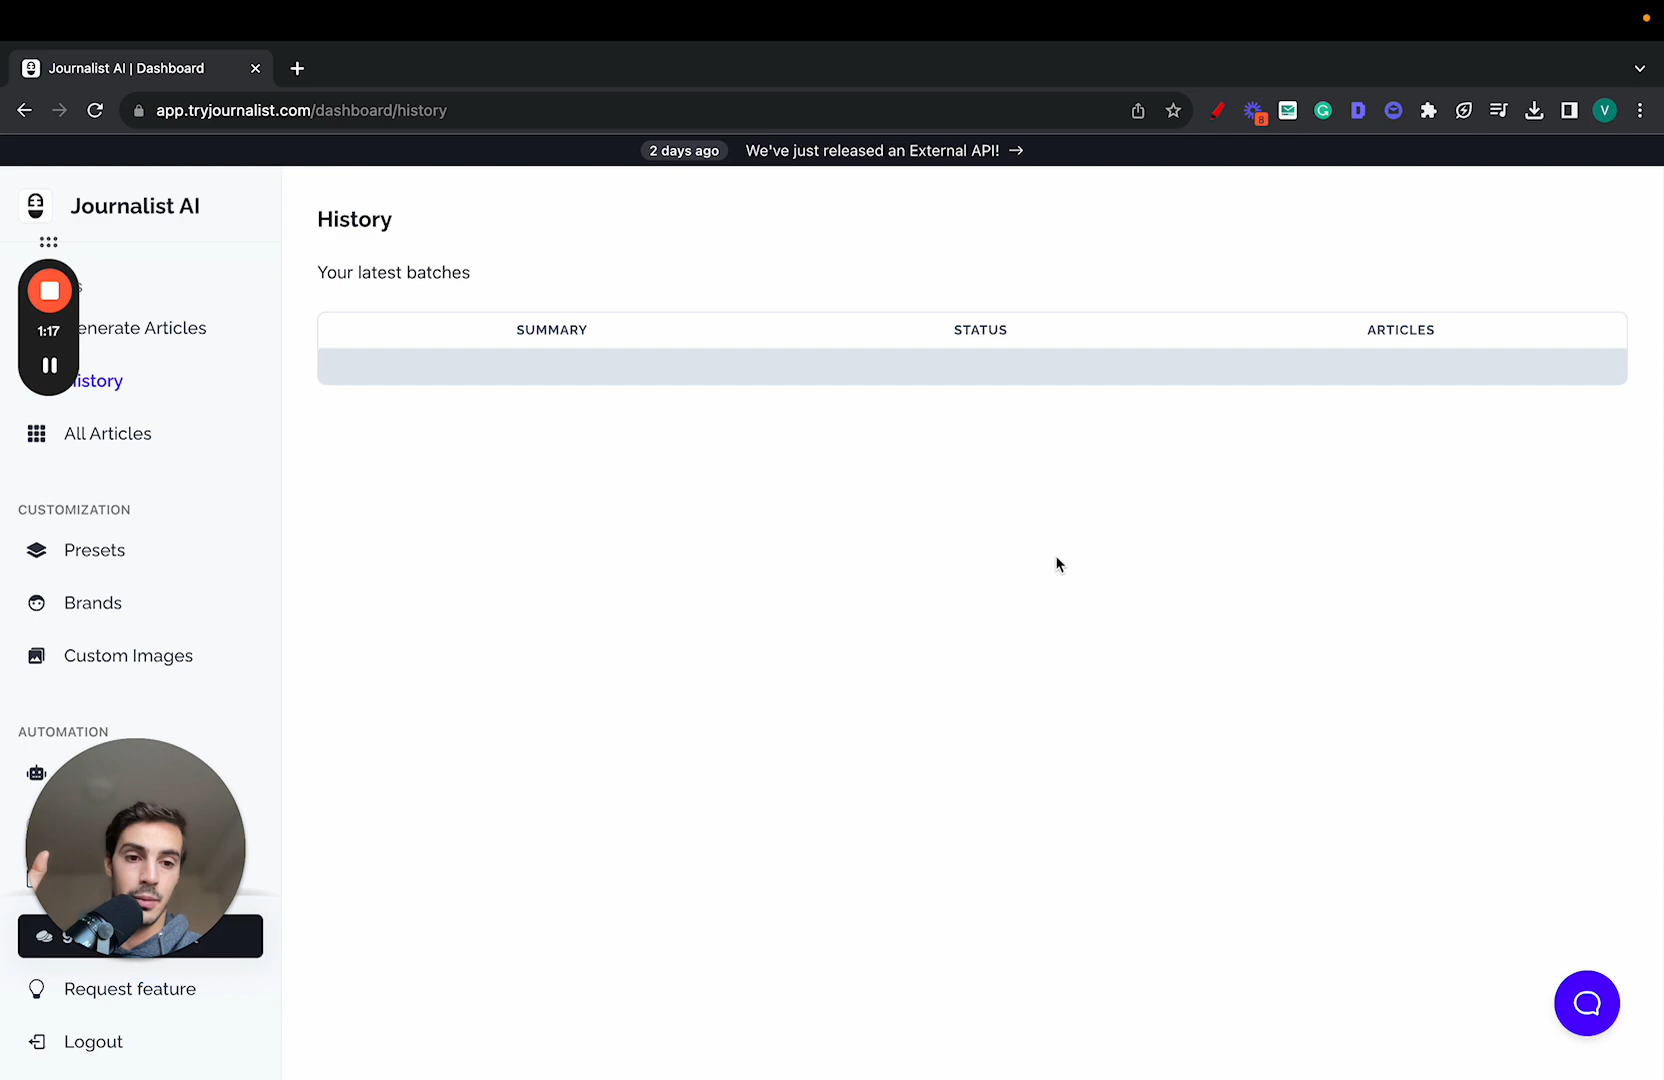 Journalist AI | Dashboard
app.tryjournalist.com/dashboard/history
8
V
2 days ago We've just released an External API! →
Journalist AI
History
Your latest batches
SUMMARY STATUS ARTICLES
1:17
enerate Articles
istory
All Articles
CUSTOMIZATION
Presets
Brands
Custom Images
AUTOMATION
Request feature
Logout